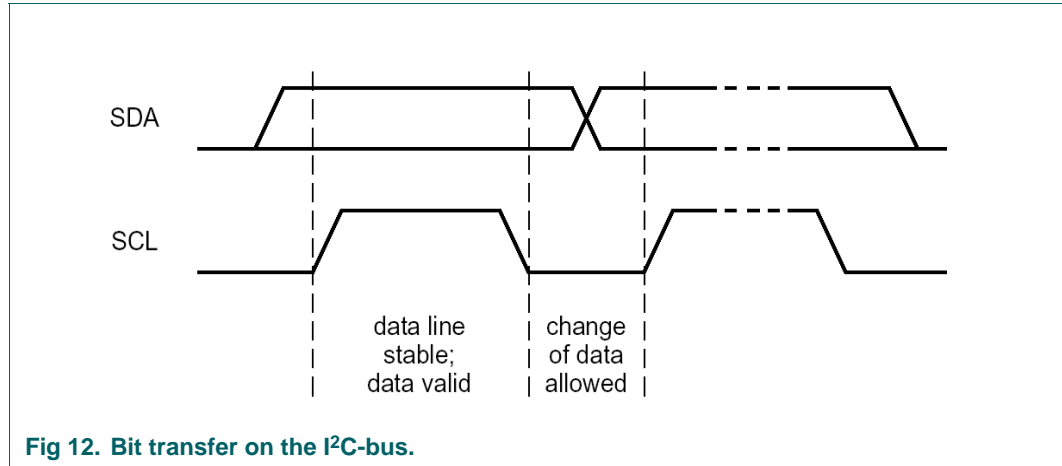 SDA
SCL
data line
stable;
data valid
change
of data
allowed
Fig 12. Bit transfer on the I²C-bus.